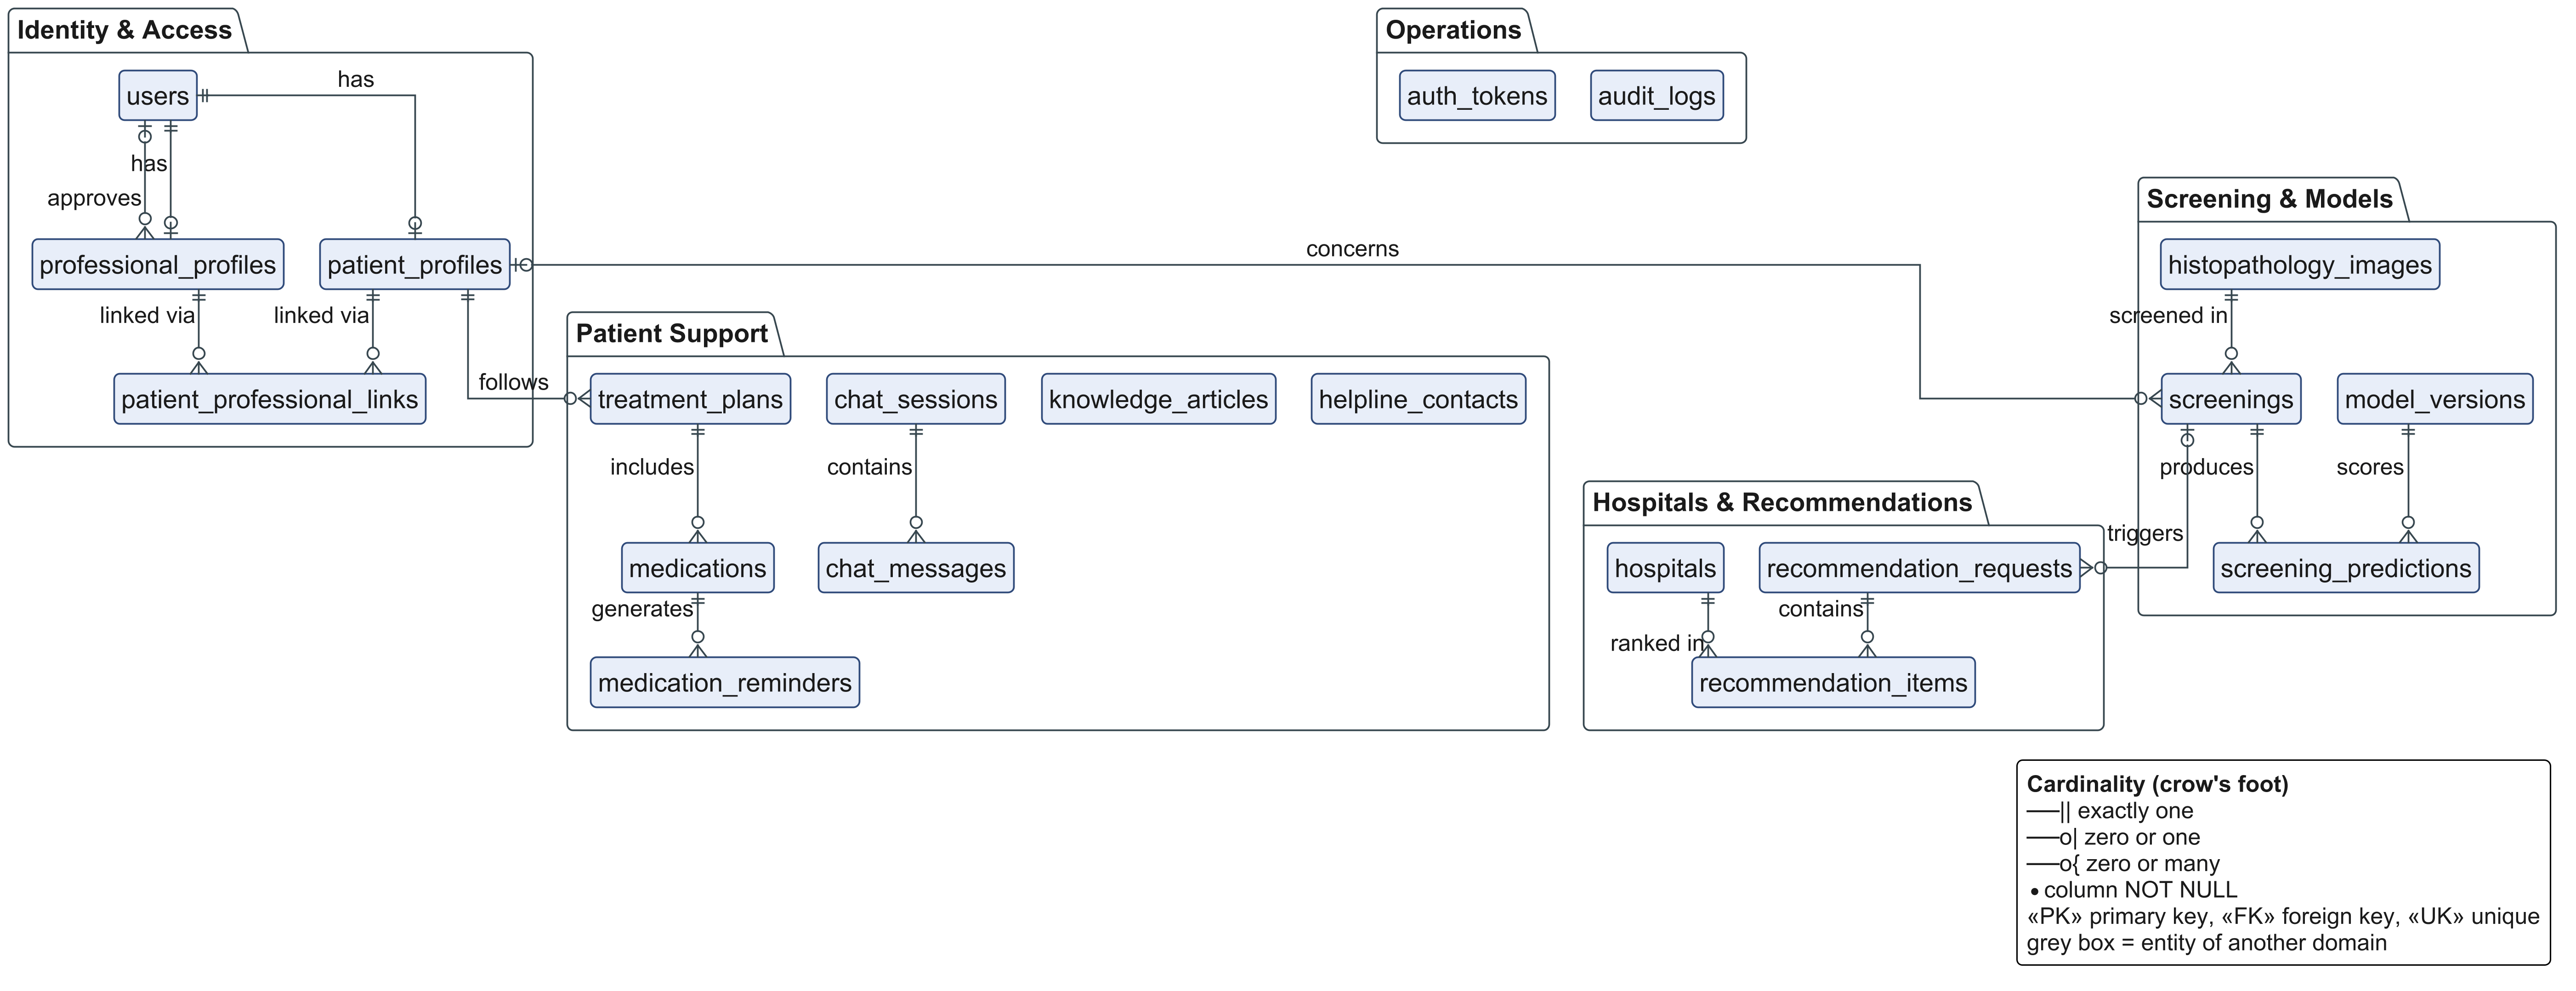 Identity & Access
users
has
has
approves
professional_profiles
patient_profiles
linked via
linked via
patient_professional_links
follows
concerns
Operations
auth_tokens
audit_logs
Patient Support
treatment_plans
chat_sessions
knowledge_articles
helpline_contacts
includes
contains
medications
chat_messages
generates
medication_reminders
Hospitals & Recommendations
hospitals
recommendation_requests
contains
ranked in
recommendation_items
Screening & Models
histopathology_images
screened in
screenings
model_versions
produces
scores
triggers
screening_predictions
Cardinality (crow's foot)
——|| exactly one
——o| zero or one
——o{ zero or many
• column NOT NULL
«PK» primary key, «FK» foreign key, «UK» unique
grey box = entity of another domain